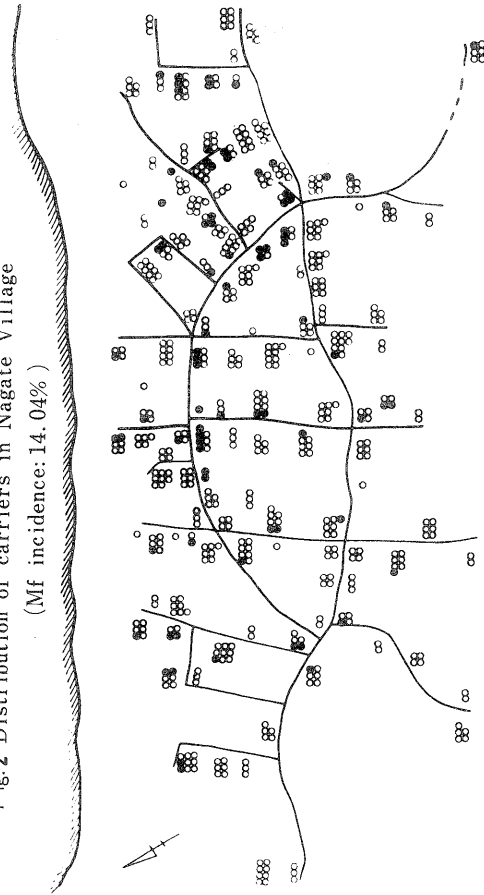 Fig. 2 Distribution of carriers in Nagate Village
(Mf incidence: 14.04% )